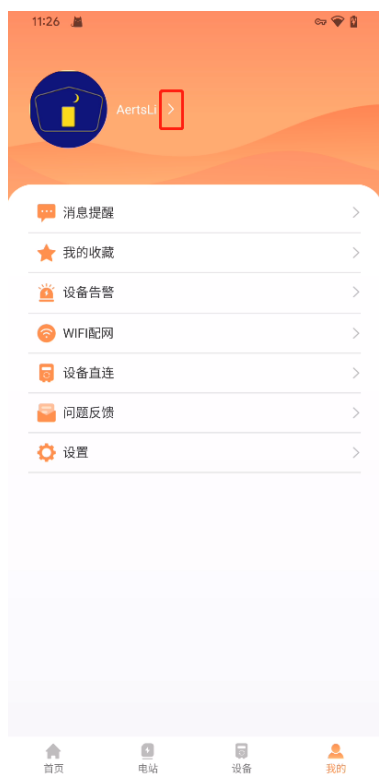 11:26
AertsLi
消息提醒
我的收藏
设备告警
WIFI配网
设备直连
问题反馈
设置
首页 电站 设备 我的